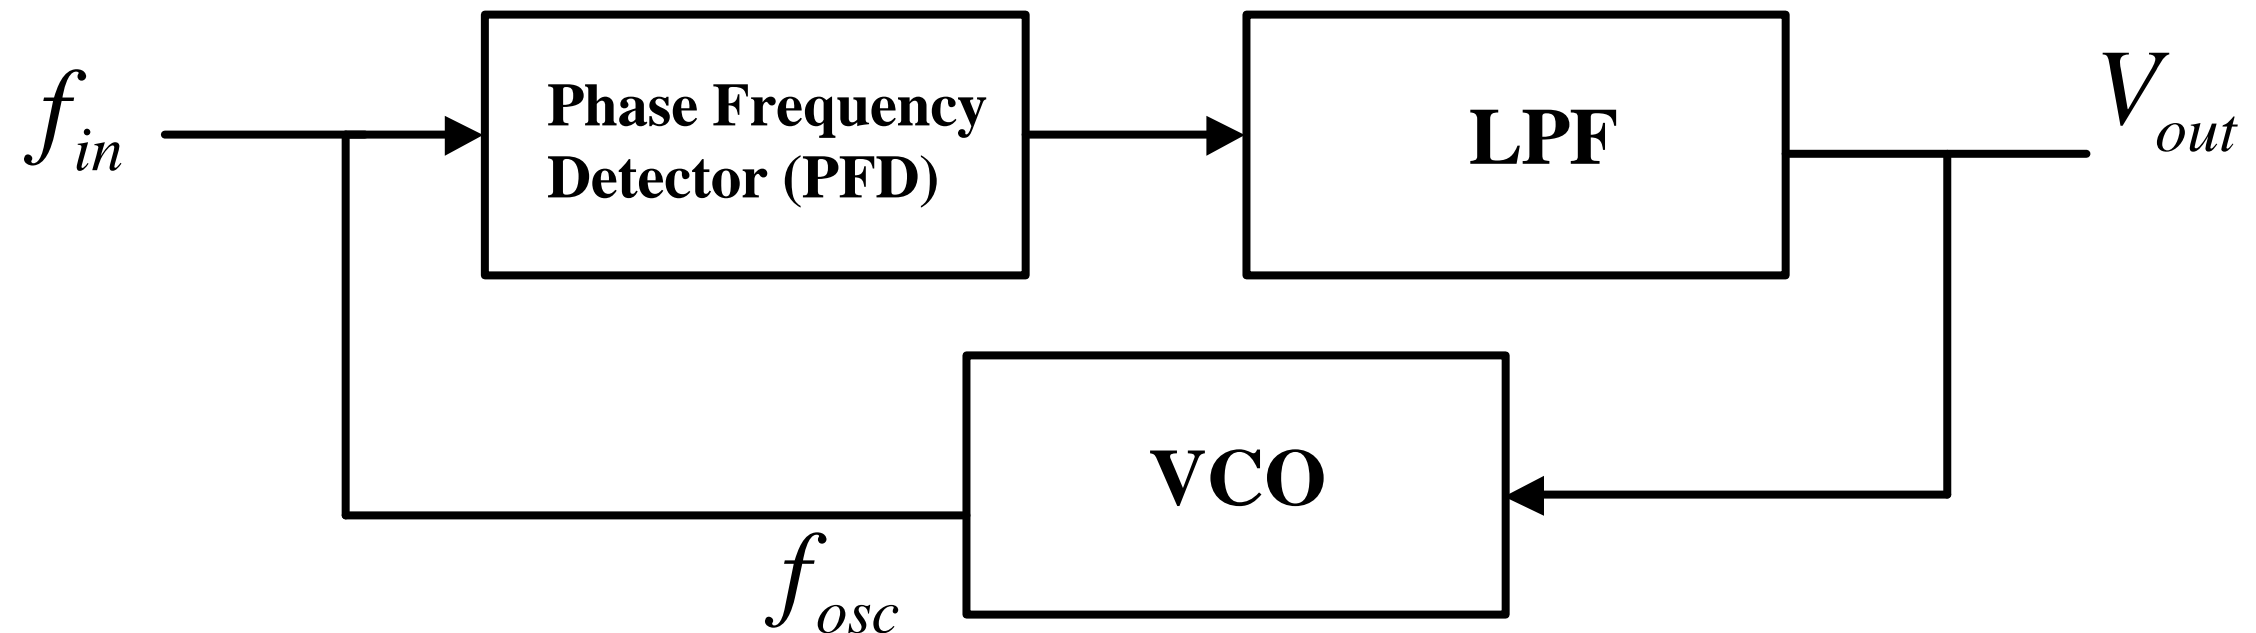 f_in
Phase Frequency
Detector (PFD)
LPF
V_out
VCO
f_osc